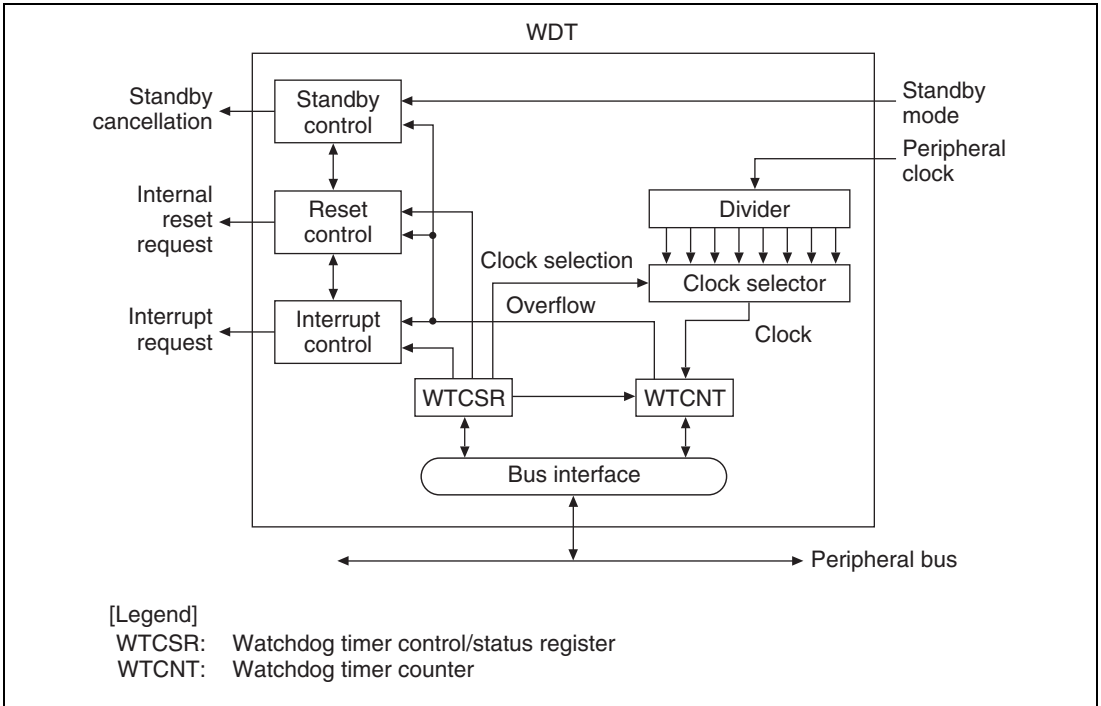 WDT
Standby
cancellation
Standby
control
Standby
mode
Peripheral
clock
Internal
reset
request
Reset
control
Divider
Clock selection
Clock selector
Overflow
Interrupt
request
Interrupt
control
Clock
WTCSR
WTCNT
Bus interface
Peripheral bus
[Legend]
WTCSR: Watchdog timer control/status register
WTCNT: Watchdog timer counter